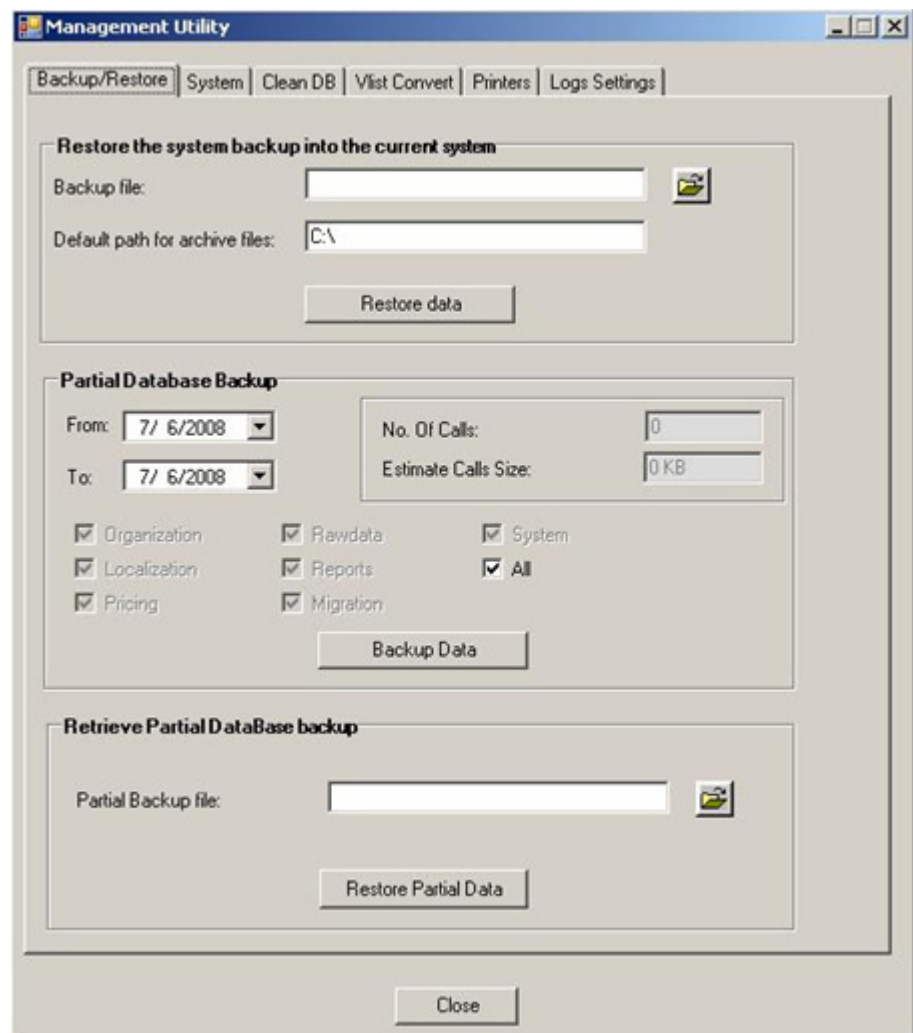 Management Utility
Backup/Restore System Clean DB Vlist Convert Printers Logs Settings
Restore the system backup into the current system
Backup file:
Default path for archive files: C:\
Restore data
Partial Database Backup
From: 7/ 6/2008
To: 7/ 6/2008
No. Of Calls: 0
Estimate Calls Size: 0 KB
Organization Rawdata System
Localization Reports All
Pricing Migration
Backup Data
Retrieve Partial DataBase backup
Partial Backup file:
Restore Partial Data
Close